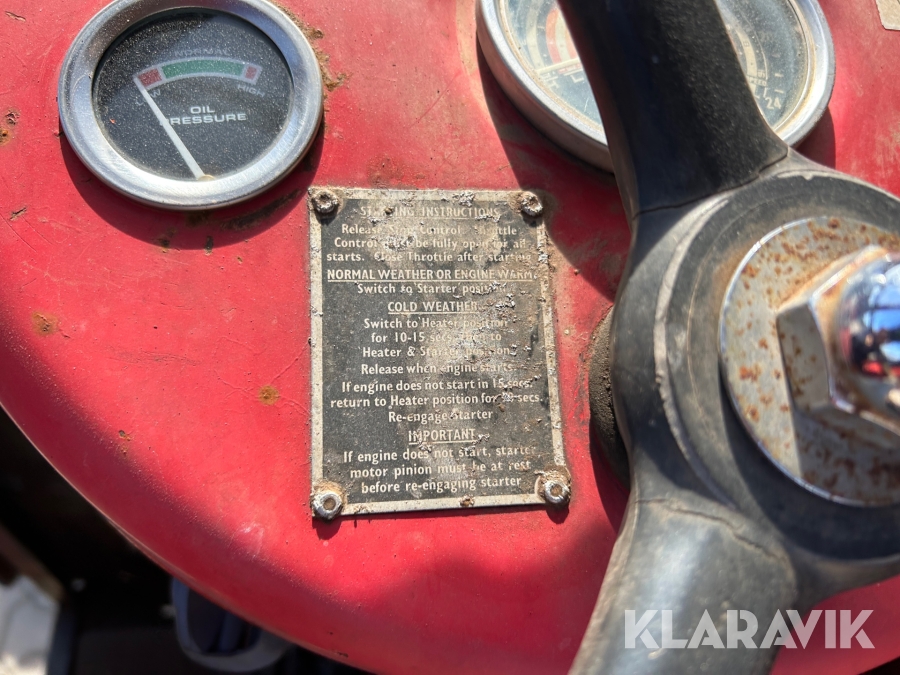 NORMAL
HIGH
OIL
PRESSURE
STARTING INSTRUCTIONS
Release Stop Control. Throttle
Control must be fully open for all
starts. Close Throttle after starting
NORMAL WEATHER OR ENGINE WARM
Switch to Starter position
COLD WEATHER
Switch to Heater position
for 10-15 secs. then to
Heater & Starter position
Release when engine starts
If engine does not start in 15 secs.
return to Heater position for secs.
Re-engage Starter
IMPORTANT
If engine does not start, starter
motor pinion must be at rest
before re-engaging starter
24
KLARAVIK